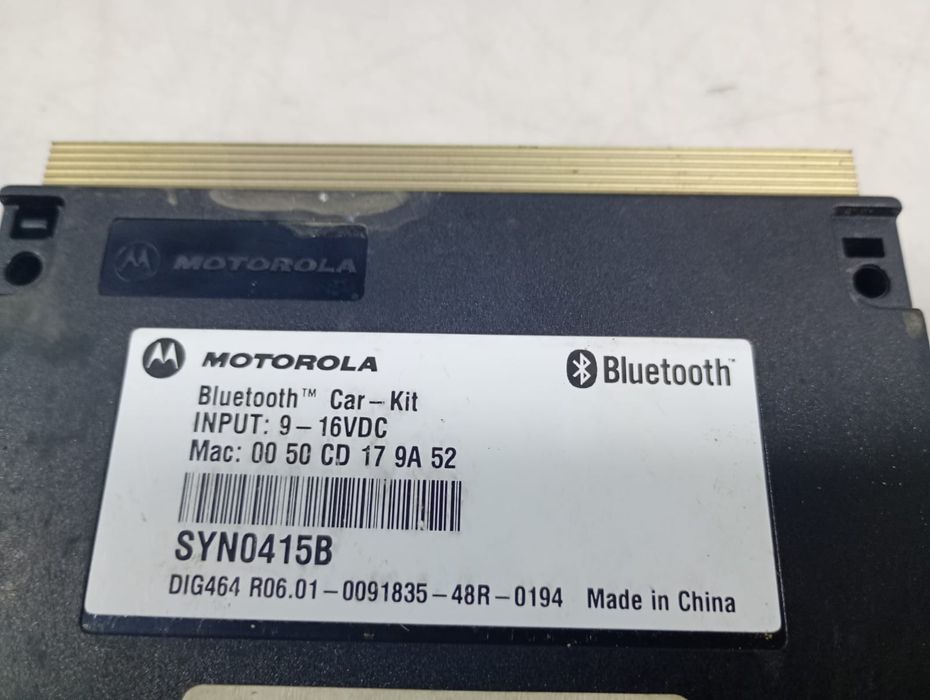 MOTOROLA
MOTOROLA
Bluetooth™
Bluetooth™ Car-Kit
INPUT: 9-16VDC
Mac: 00 50 CD 17 9A 52
SYN0415B
DIG464 R06.01-0091835-48R-0194 Made in China